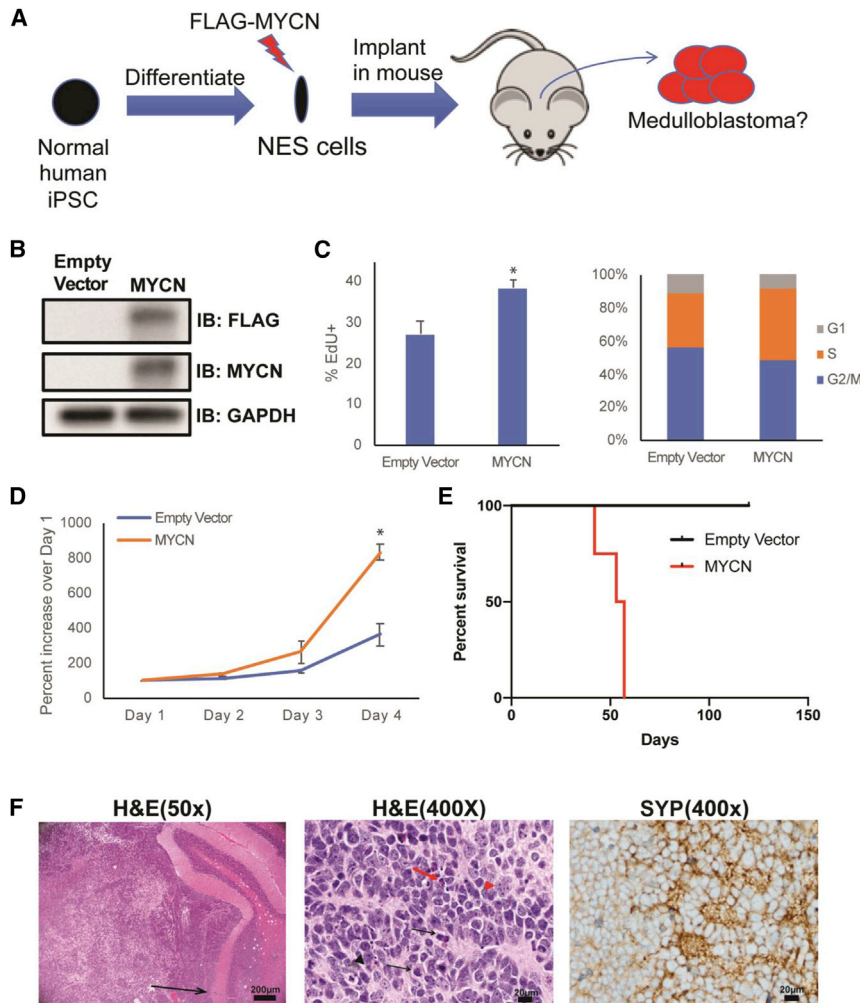 A
FLAG-MYCN
Differentiate
Implant
in mouse
Normal
human
iPSC
NES cells
Medulloblastoma?
B
Empty
Vector
MYCN
IB: FLAG
IB: MYCN
IB: GAPDH
C
% EdU+
40
30
20
10
0
*
Empty Vector
MYCN
100%
80%
60%
40%
20%
0%
Empty Vector
MYCN
G1
S
G2/M
D
Percent increase over Day 1
1000
800
600
400
200
0
Empty Vector
MYCN
*
Day 1
Day 2
Day 3
Day 4
E
Percent survival
100
50
0
Empty Vector
MYCN
0
50
100
150
Days
F
H&E(50x)
H&E(400X)
SYP(400x)
200µm
20µm
20µm